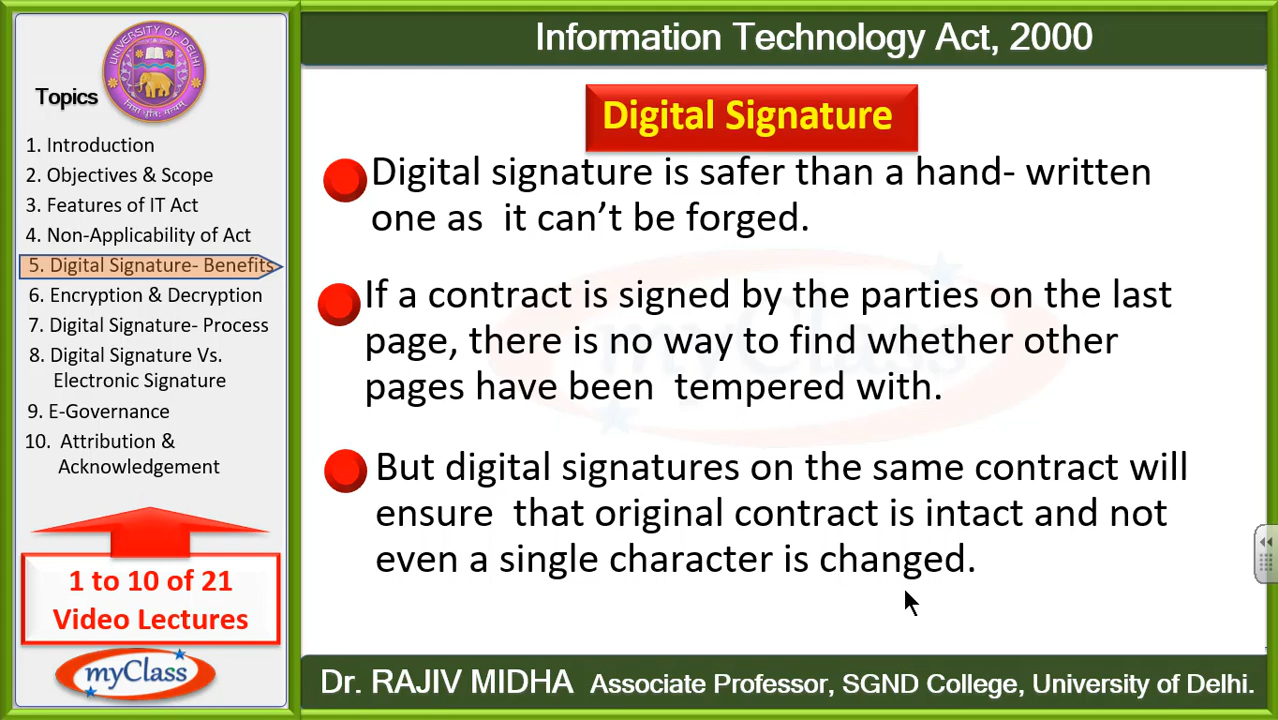 Information Technology Act, 2000
UNIVERSITY OF DELHI
Topics
1. Introduction
2. Objectives & Scope
3. Features of IT Act
4. Non-Applicability of Act
5. Digital Signature- Benefits
6. Encryption & Decryption
7. Digital Signature- Process
8. Digital Signature Vs.
Electronic Signature
9. E-Governance
10. Attribution &
Acknowledgement
1 to 10 of 21
Video Lectures
myClass
Digital Signature
Digital signature is safer than a hand- written
one as it can’t be forged.
If a contract is signed by the parties on the last
page, there is no way to find whether other
pages have been tempered with.
But digital signatures on the same contract will
ensure that original contract is intact and not
even a single character is changed.
myClass
Dr. RAJIV MIDHA Associate Professor, SGND College, University of Delhi.